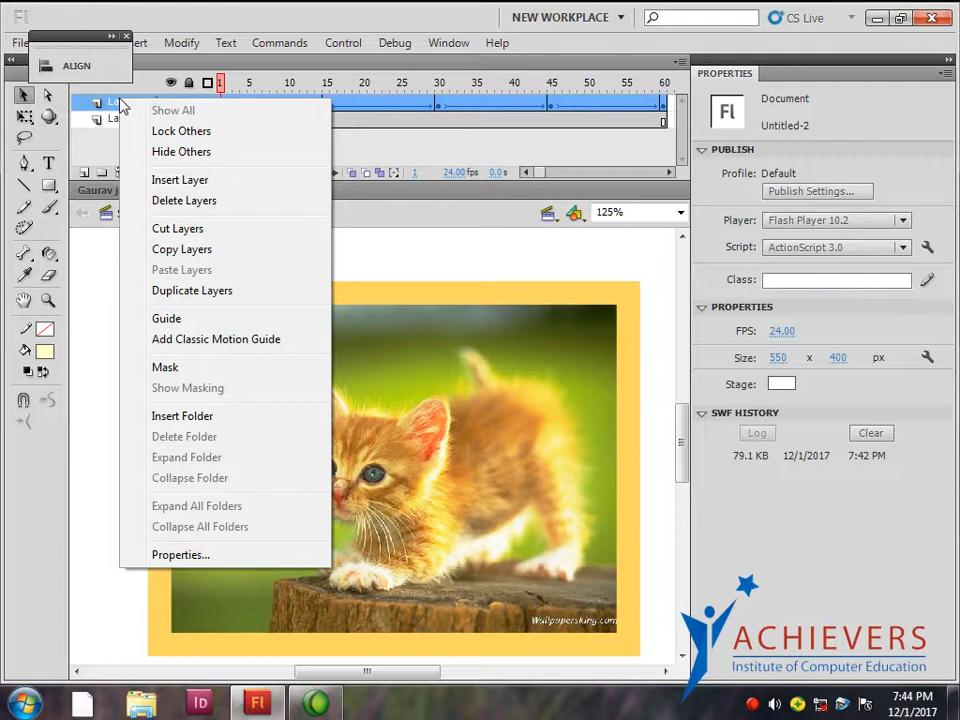 Fl
NEW WORKPLACE
CS Live
Modify Text Commands Control Debug Window Help
ALIGN
1 5 10 15 20 25 30 35 40 45 50 55 60 65
PROPERTIES
Fl
Document
Untitled-2
PUBLISH
Profile: Default
Publish Settings...
Player: Flash Player 10.2
Script: ActionScript 3.0
Class:
PROPERTIES
FPS: 24.00
Size: 550 x 400 px
Stage:
SWF HISTORY
Log
Clear
79.1 KB 12/1/2017 7:42 PM
1 24.00fps 0.0s
125%
Show All
Lock Others
Hide Others
Insert Layer
Delete Layers
Cut Layers
Copy Layers
Paste Layers
Duplicate Layers
Guide
Add Classic Motion Guide
Mask
Show Masking
Insert Folder
Delete Folder
Expand Folder
Collapse Folder
Expand All Folders
Collapse All Folders
Properties...
Wallpapersking.com
ACHIEVERS
Institute of Computer Education
Id Fl
7:44 PM
12/1/2017